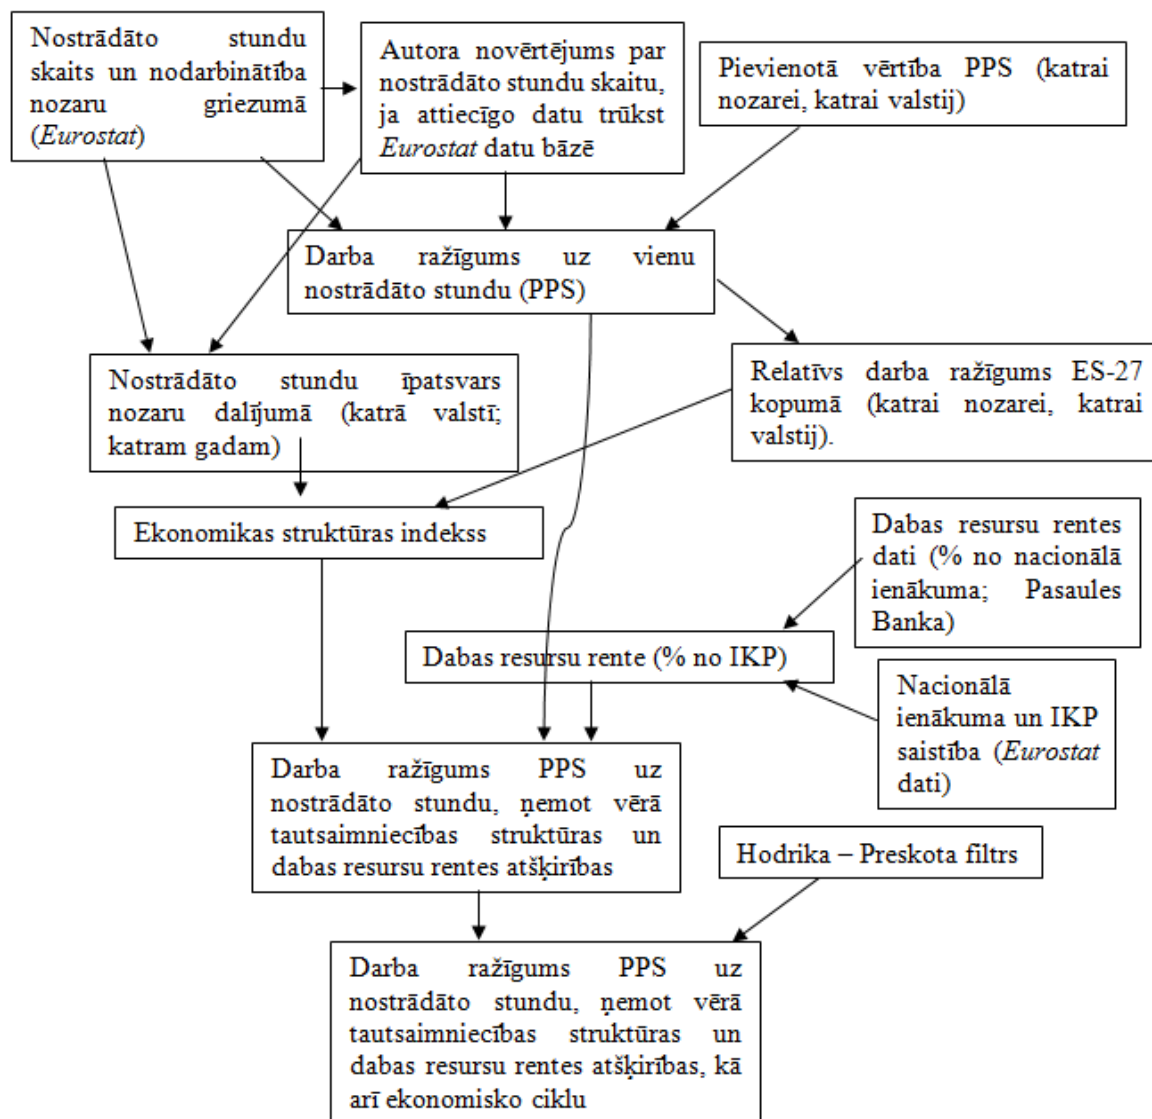 Nostrādāto stundu
skaits un nodarbinātība
nozaru griezumā
(Eurostat)
Autora novērtējums par
nostrādāto stundu skaitu,
ja attiecīgo datu trūkst
Eurostat datu bāzē
Pievienotā vērtība PPS (katrai
nozarei, katrai valstij)
Darba ražīgums uz vienu
nostrādāto stundu (PPS)
Nostrādāto stundu īpatsvars
nozaru dalījumā (katrā valstī;
katram gadam)
Relatīvs darba ražīgums ES-27
kopumā (katrai nozarei, katrai
valstij).
Ekonomikas struktūras indekss
Dabas resursu rentes
dati (% no nacionālā
ienākuma; Pasaules
Banka)
Dabas resursu rente (% no IKP)
Nacionālā
ienākuma un IKP
saistība (Eurostat
dati)
Darba ražīgums PPS uz
nostrādāto stundu, ņemot vērā
tautsaimniecības struktūras un
dabas resursu rentes atšķirības
Hodrika – Preskota filtrs
Darba ražīgums PPS uz
nostrādāto stundu, ņemot vērā
tautsaimniecības struktūras un
dabas resursu rentes atšķirības, kā
arī ekonomisko ciklu